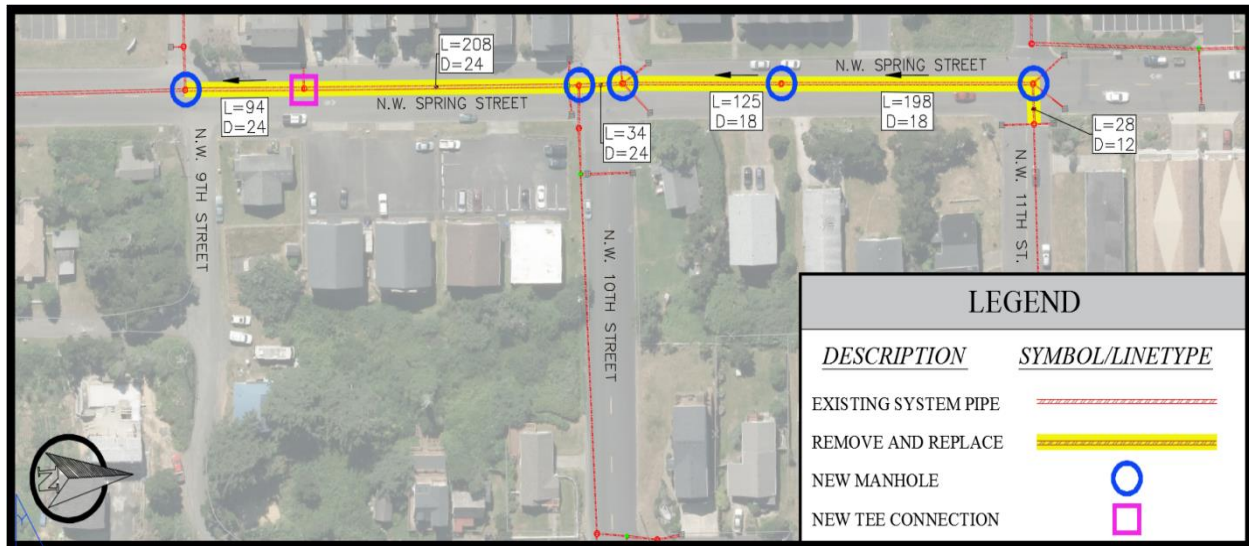 L=208
D=24
N.W. SPRING STREET
L=94
D=24
N.W. SPRING STREET
L=125
D=18
L=198
D=18
L=34
D=24
L=28
D=12
N.W. 9TH STREET
N.W. 10TH STREET
N.W. 11TH ST.
N
LEGEND
DESCRIPTION SYMBOL/LINETYPE
EXISTING SYSTEM PIPE
REMOVE AND REPLACE
NEW MANHOLE
NEW TEE CONNECTION